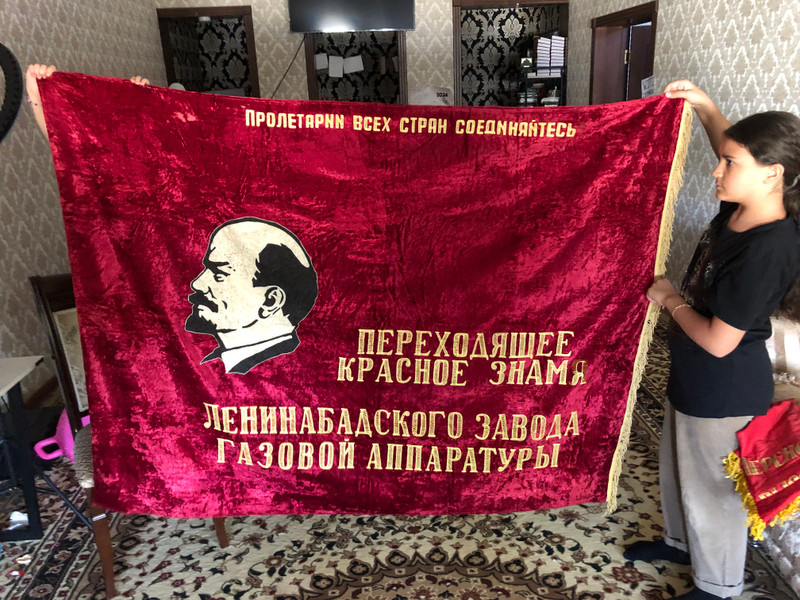 ПРОЛЕТАРИИ ВСЕХ СТРАН СОЕДИНЯЙТЕСЬ
ПЕРЕХОДЯЩЕЕ
КРАСНОЕ ЗНАМЯ
ЛЕНИНАБАДСКОГО ЗАВОДА
ГАЗОВОЙ АППАРАТУРЫ